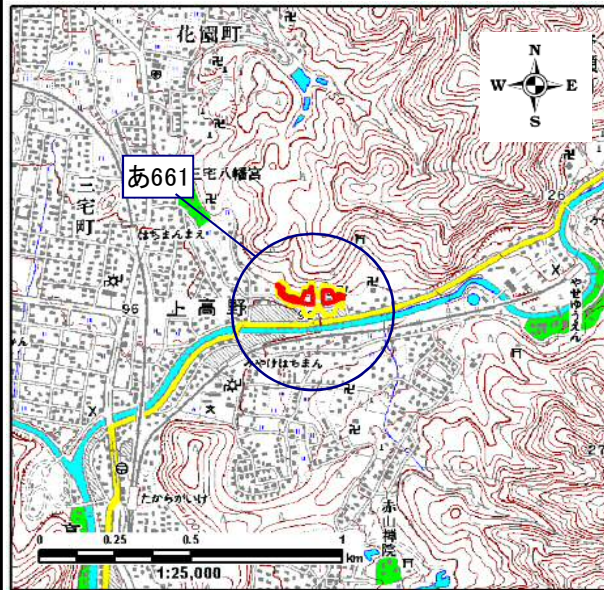 花園町
N
W E
S
三宅八幡宮
あ661
三宅町
はちまんまえ
26
上高野
96
やせゆうえん
みやけはちまん
たからがいけ
赤山禅院
27
0 0.25 0.5 1
km
1:25,000